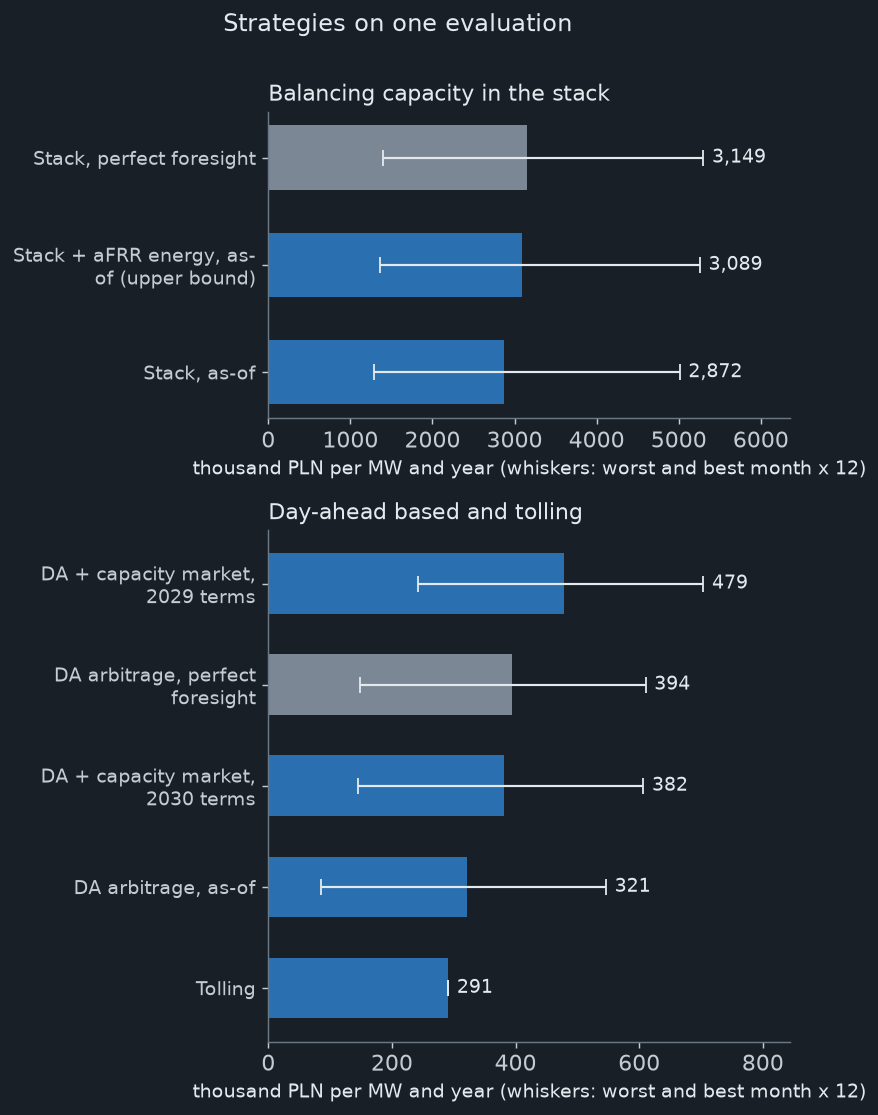 Strategies on one evaluation
Balancing capacity in the stack
Stack, perfect foresight
3,149
Stack + aFRR energy, as-
of (upper bound)
3,089
Stack, as-of
2,872
0 1000 2000 3000 4000 5000 6000
thousand PLN per MW and year (whiskers: worst and best month x 12)
Day-ahead based and tolling
DA + capacity market,
2029 terms
479
DA arbitrage, perfect
foresight
394
DA + capacity market,
2030 terms
382
DA arbitrage, as-of
321
Tolling
291
0 200 400 600 800
thousand PLN per MW and year (whiskers: worst and best month x 12)